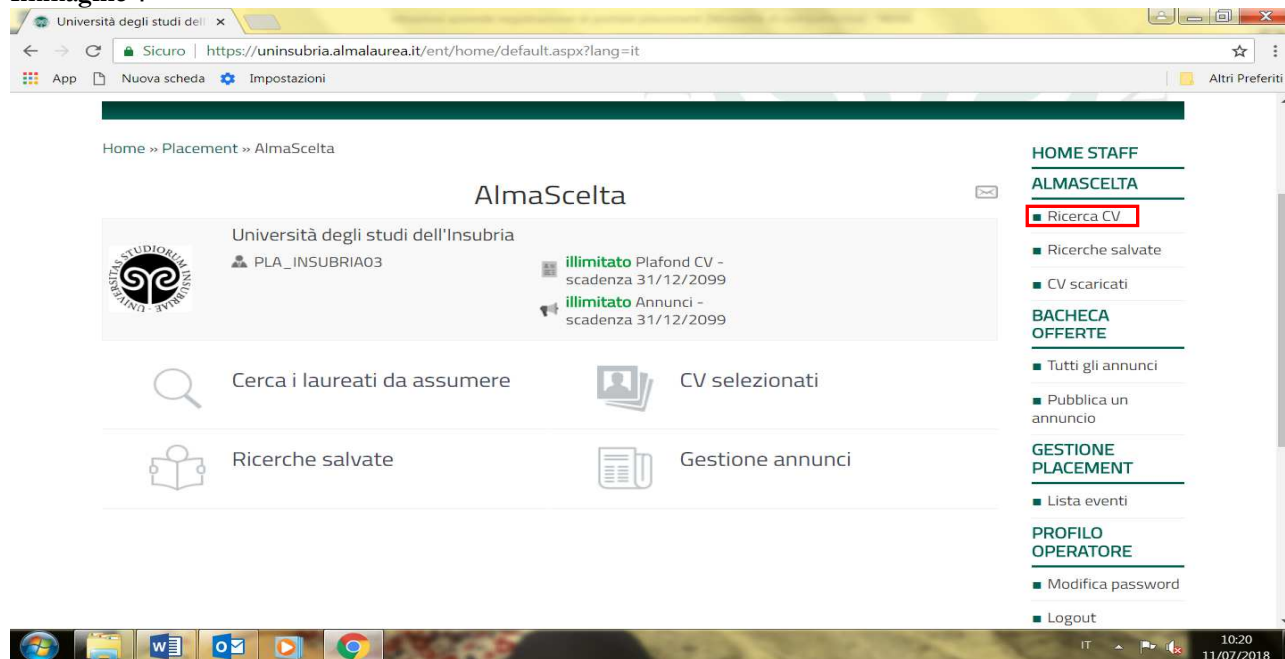 Università degli studi dell
Sicuro | https://uninsubria.almalaurea.it/ent/home/default.aspx?lang=it
App Nuova scheda Impostazioni Altri Preferiti
Home » Placement » AlmaScelta
AlmaScelta
Università degli studi dell'Insubria
PLA_INSUBRIA03
illimitato Plafond CV -
scadenza 31/12/2099
illimitato Annunci -
scadenza 31/12/2099
Cerca i laureati da assumere
CV selezionati
Ricerche salvate
Gestione annunci
HOME STAFF
ALMASCELTA
Ricerca CV
Ricerche salvate
CV scaricati
BACHECA
OFFERTE
Tutti gli annunci
Pubblica un
annuncio
GESTIONE
PLACEMENT
Lista eventi
PROFILO
OPERATORE
Modifica password
Logout
IT
10:20
11/07/2018